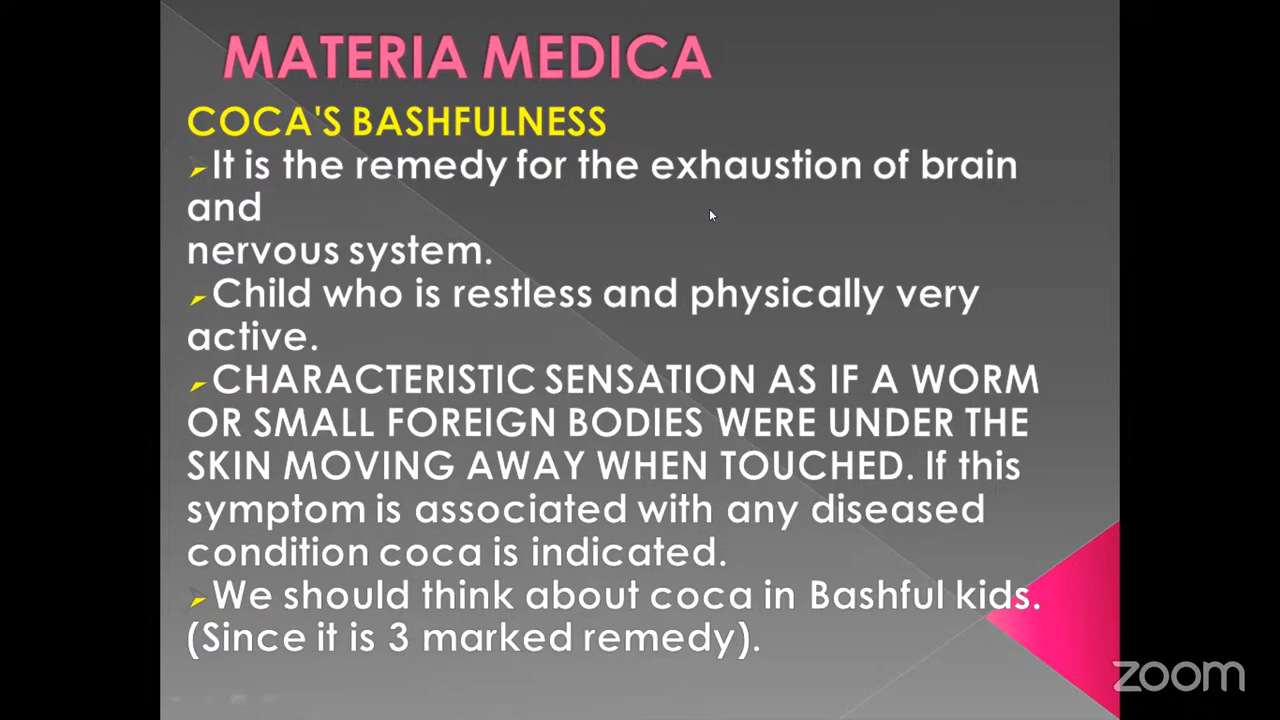 MATERIA MEDICA
COCA'S BASHFULNESS
➢It is the remedy for the exhaustion of brain
and
nervous system.
➢Child who is restless and physically very
active.
➢CHARACTERISTIC SENSATION AS IF A WORM
OR SMALL FOREIGN BODIES WERE UNDER THE
SKIN MOVING AWAY WHEN TOUCHED. If this
symptom is associated with any diseased
condition coca is indicated.
➢We should think about coca in Bashful kids.
(Since it is 3 marked remedy).
zoom